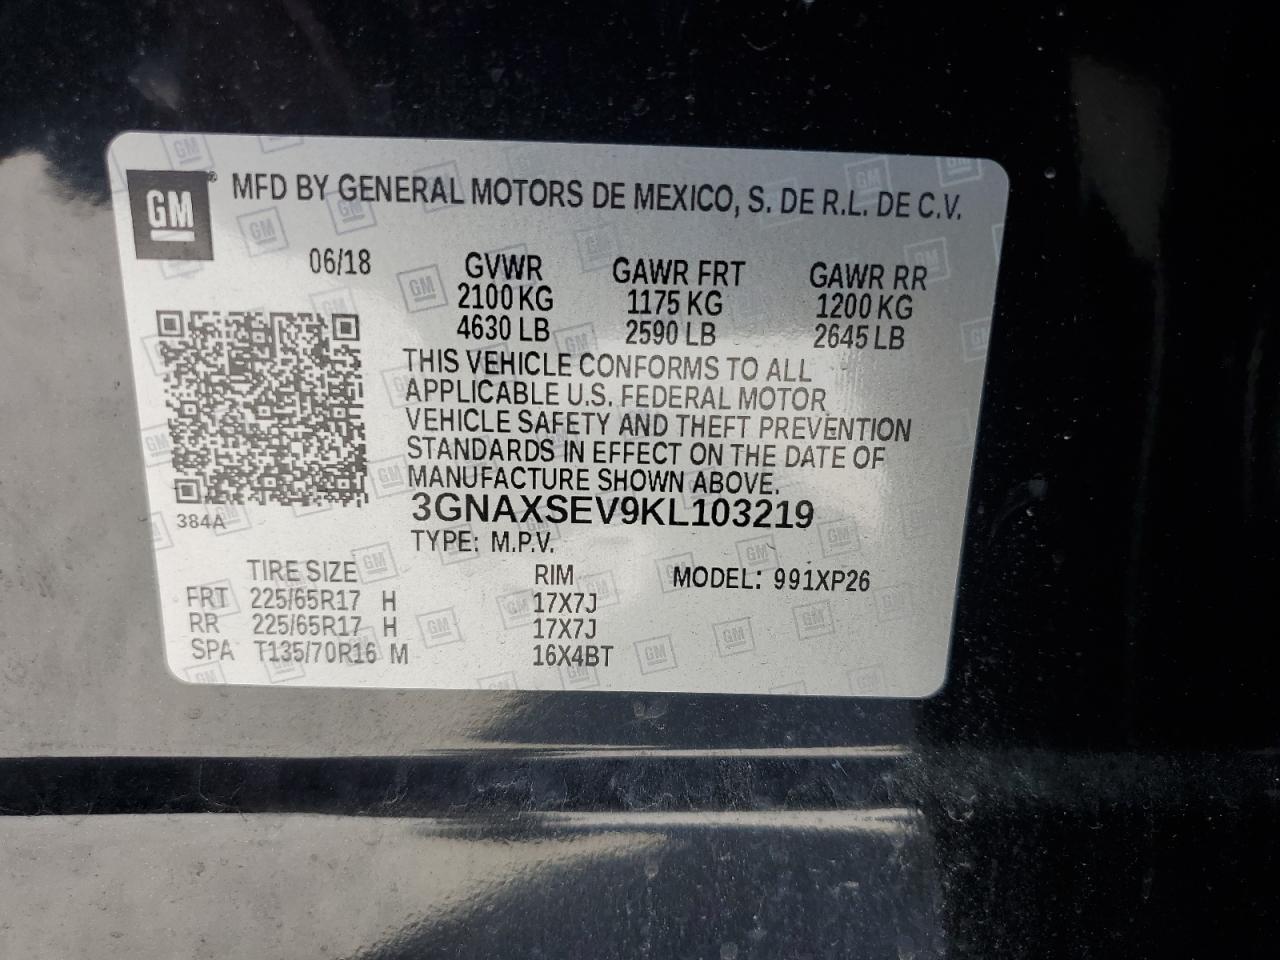 GM® MFD BY GENERAL MOTORS DE MEXICO, S. DE R.L. DE C.V.
06/18 GVWR GAWR FRT GAWR RR
2100 KG 1175 KG 1200 KG
4630 LB 2590 LB 2645 LB
THIS VEHICLE CONFORMS TO ALL
APPLICABLE U.S. FEDERAL MOTOR
VEHICLE SAFETY AND THEFT PREVENTION
STANDARDS IN EFFECT ON THE DATE OF
MANUFACTURE SHOWN ABOVE.
384A 3GNAXSEV9KL103219
TYPE: M.P.V.
TIRE SIZE RIM MODEL: 991XP26
FRT 225/65R17 H 17X7J
RR 225/65R17 H 17X7J
SPA T135/70R16 M 16X4BT